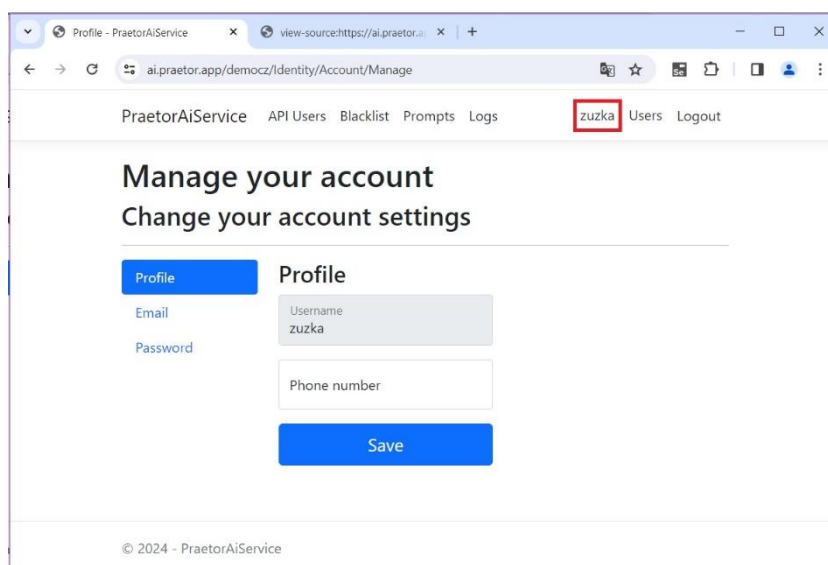 Profile - PraetorAiService
view-source:https://ai.praetor.a
ai.praetor.app/democz/Identity/Account/Manage
PraetorAiService API Users Blacklist Prompts Logs zuzka Users Logout
Manage your account
Change your account settings
Profile
Email
Password
Profile
Username
zuzka
Phone number
Save
© 2024 - PraetorAiService